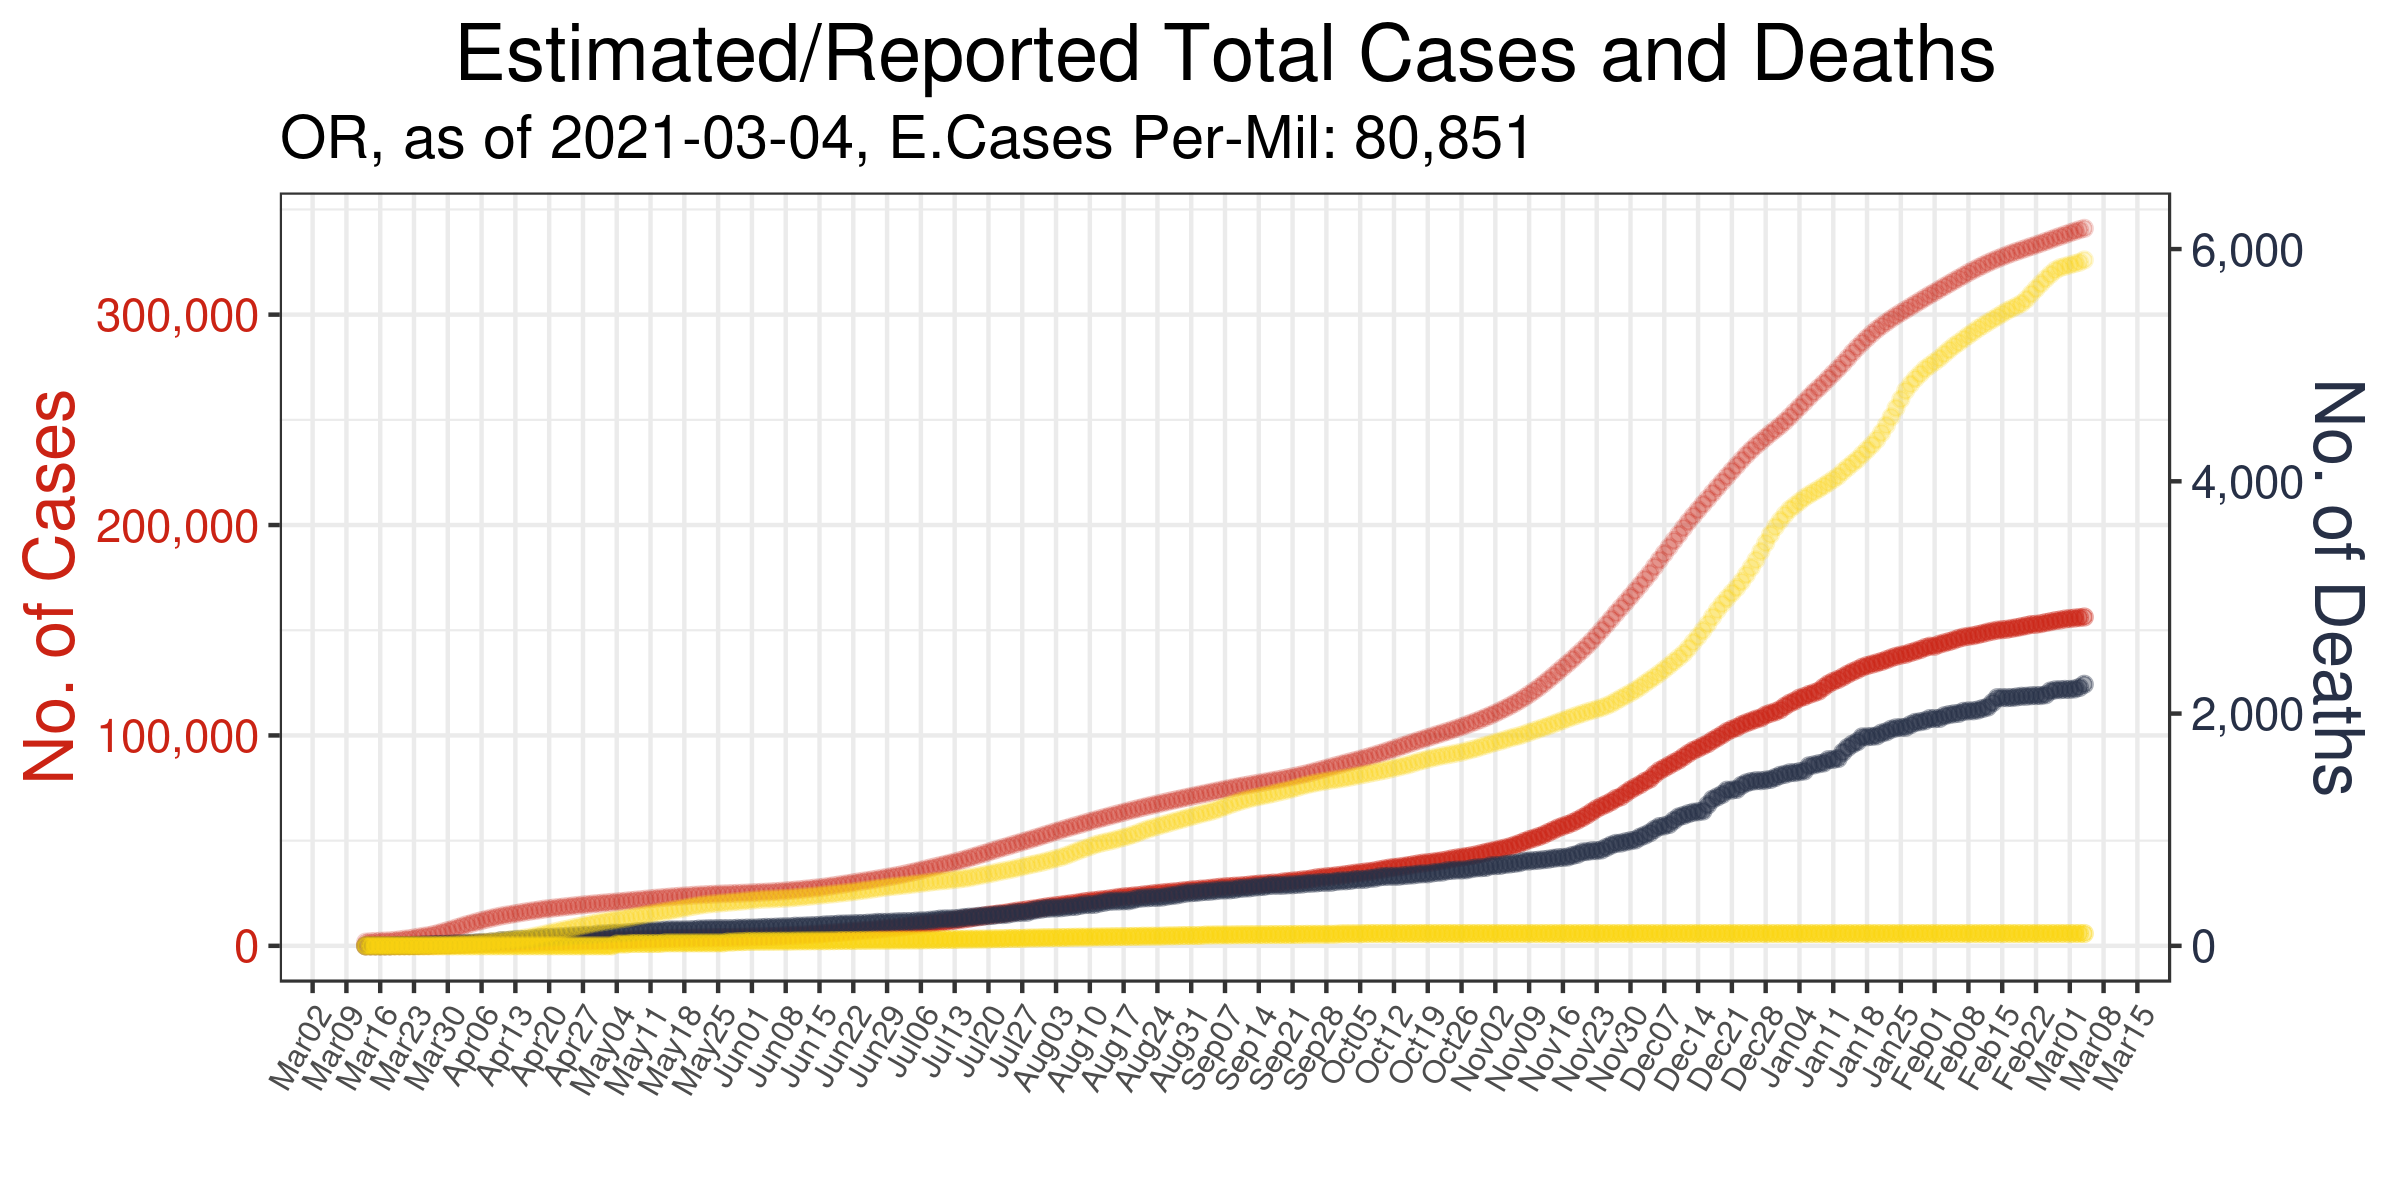 Estimated/Reported Total Cases and Deaths
OR, as of 2021-03-04, E.Cases Per-Mil: 80,851
No. of Cases
300,000
200,000
100,000
0
6,000
4,000
2,000
0
No. of Deaths
Mar02
Mar09
Mar16
Mar23
Mar30
Apr06
Apr13
Apr20
Apr27
May04
May11
May18
May25
Jun01
Jun08
Jun15
Jun22
Jun29
Jul06
Jul13
Jul20
Jul27
Aug03
Aug10
Aug17
Aug24
Aug31
Sep07
Sep14
Sep21
Sep28
Oct05
Oct12
Oct19
Oct26
Nov02
Nov09
Nov16
Nov23
Nov30
Dec07
Dec14
Dec21
Dec28
Jan04
Jan11
Jan18
Jan25
Feb01
Feb08
Feb15
Feb22
Mar01
Mar08
Mar15